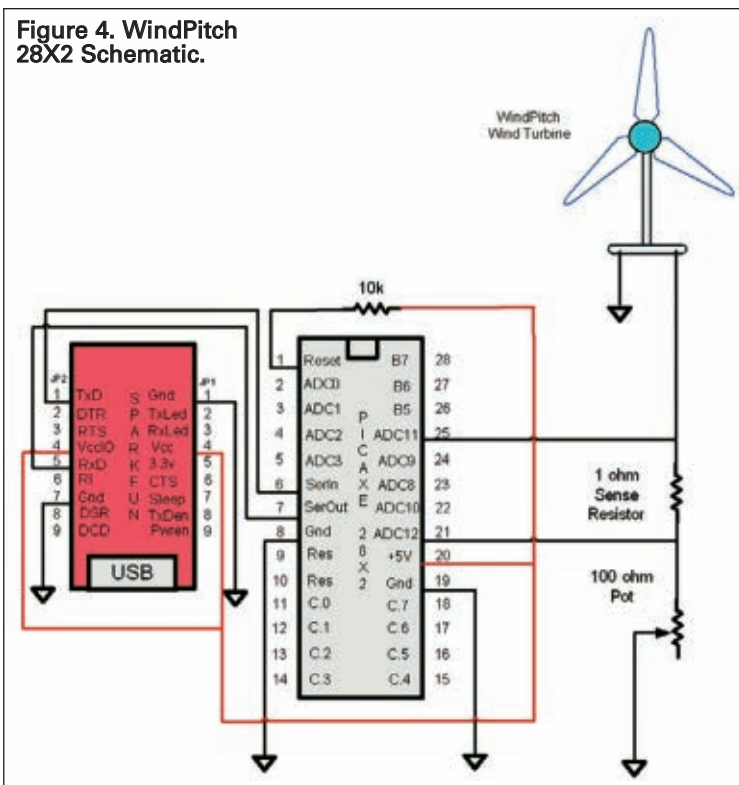 Figure 4. WindPitch
28X2 Schematic.
WindPitch
Wind Turbine
10k
JP2
JP1
1 TxD
2 DTR
3 RTS
4 VccIO
5 RxD
6 RI
7 Gnd
8 DSR
9 DCD
SPARKFUN
Gnd 1
TxLed 2
RxLed 3
Vcc 4
3.3v 5
CTS 6
Sleep 7
TxDen 8
Pwren 9
USB
1 Reset
2 ADC0
3 ADC1
4 ADC2
5 ADC3
6 SerIn
7 SerOut
8 Gnd
9 Res
10 Res
11 C.0
12 C.1
13 C.2
14 C.3
PICAXE 28X2
B7 28
B6 27
B5 26
ADC11 25
ADC9 24
ADC8 23
ADC10 22
ADC12 21
+5V 20
Gnd 19
C.7 18
C.6 17
C.5 16
C.4 15
1 ohm
Sense
Resistor
100 ohm
Pot